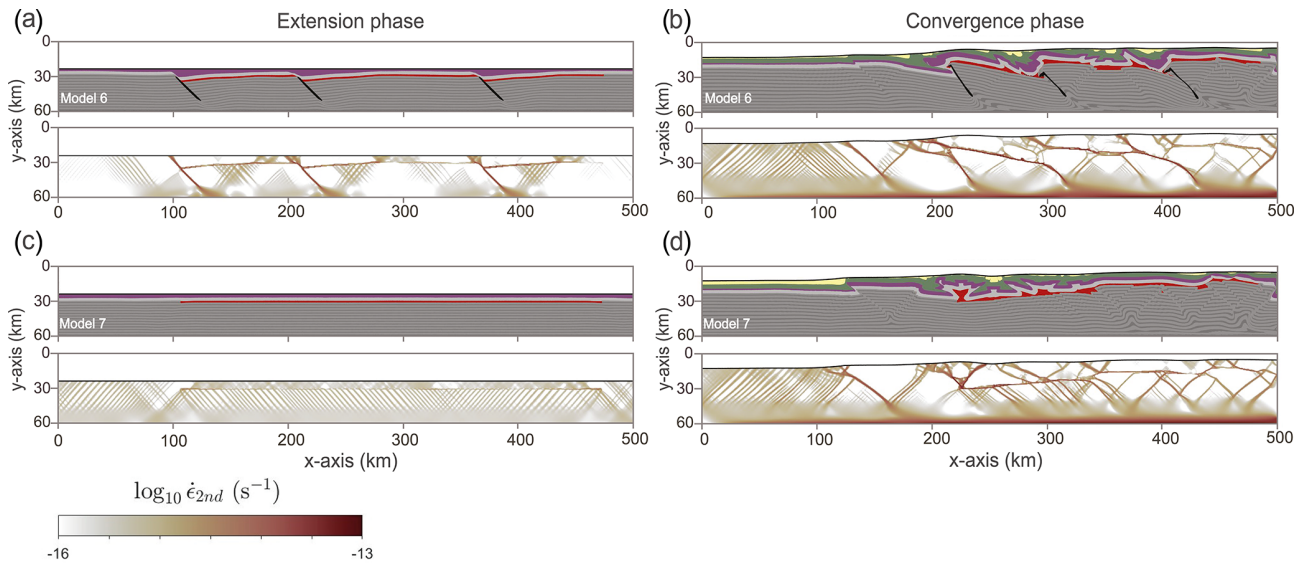 (a) Extension phase
(b) Convergence phase
0
30
60
Model 6
0
30
60
Model 6
y-axis (km)
0
30
60
0 100 200 300 400 500
y-axis (km)
0
30
60
0 100 200 300 400 500
(c)
(d)
0
30
60
Model 7
0
30
60
Model 7
y-axis (km)
0
30
60
0 100 200 300 400 500
x-axis (km)
y-axis (km)
0
30
60
0 100 200 300 400 500
x-axis (km)
log₁₀ ε̇₂ₙd (s⁻¹)
-16 -13